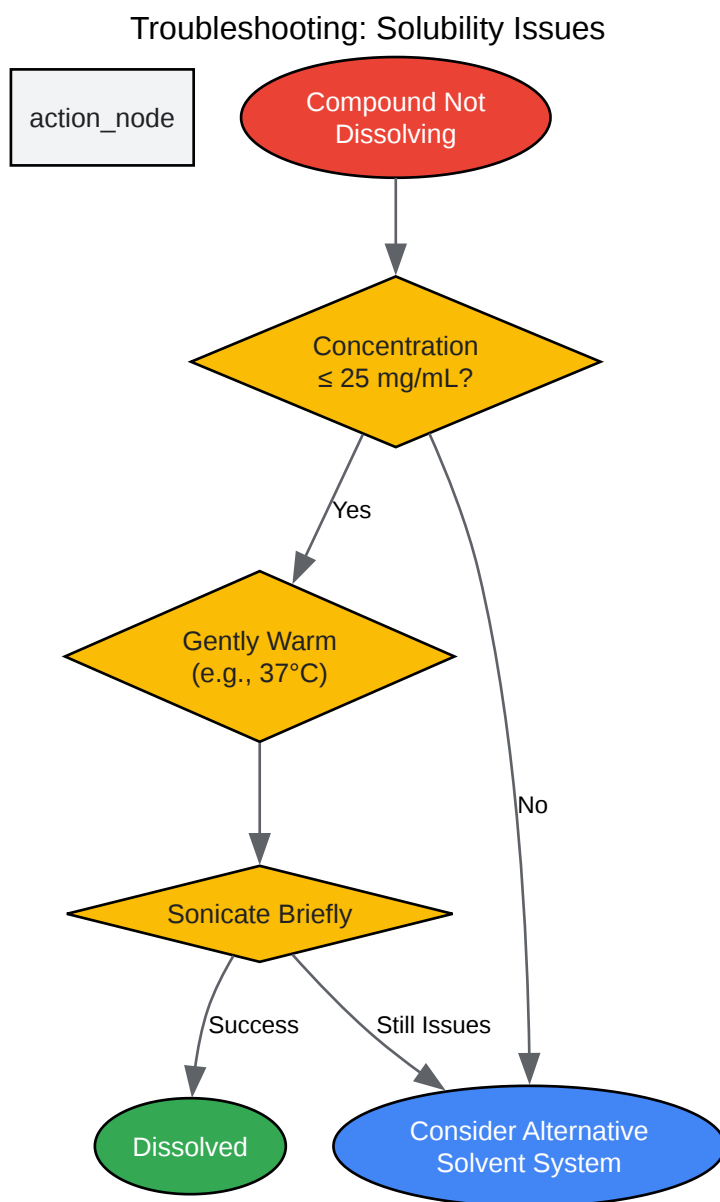 Troubleshooting: Solubility Issues
action_node
Compound Not
Dissolving
Concentration
≤ 25 mg/mL?
Yes
Gently Warm
(e.g., 37°C)
No
Sonicate Briefly
Success
Still Issues
Dissolved
Consider Alternative
Solvent System